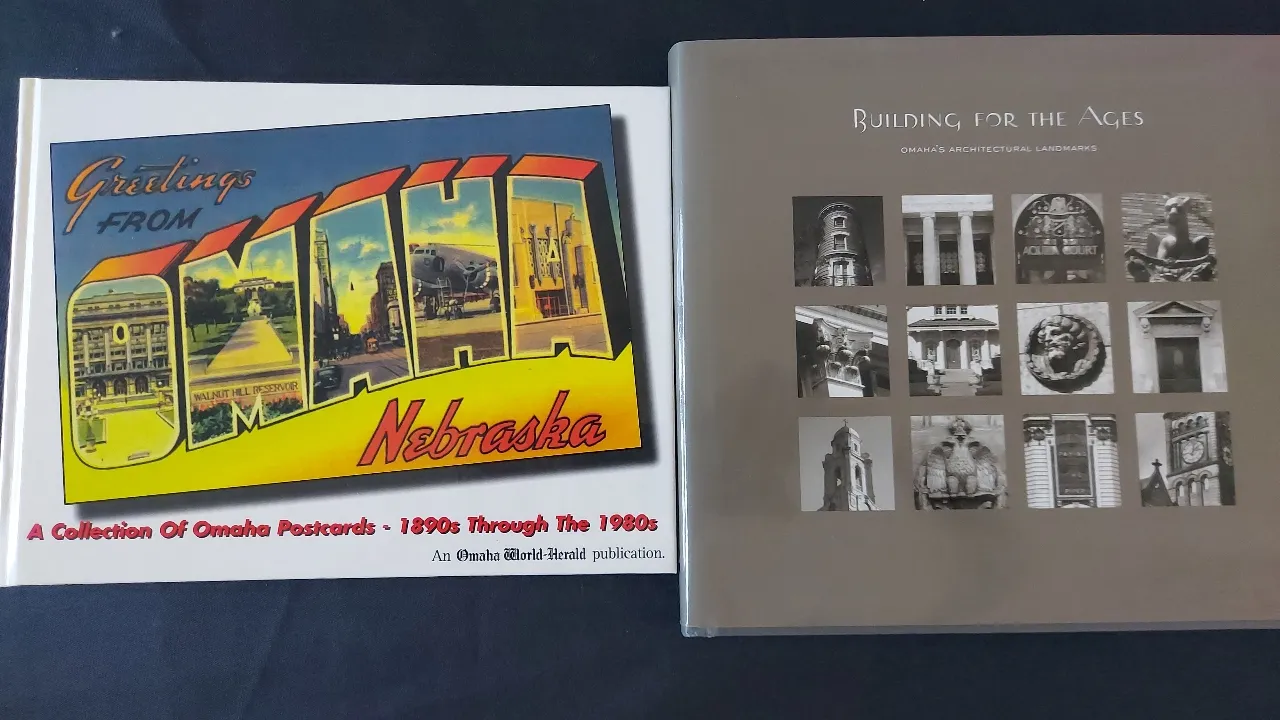 Greetings
FROM
OMAHA
WALNUT HILL RESERVOIR
Nebraska
A Collection Of Omaha Postcards - 1890s Through The 1980s
An Omaha World-Herald publication.
BUILDING FOR THE AGES
OMAHA'S ARCHITECTURAL LANDMARKS